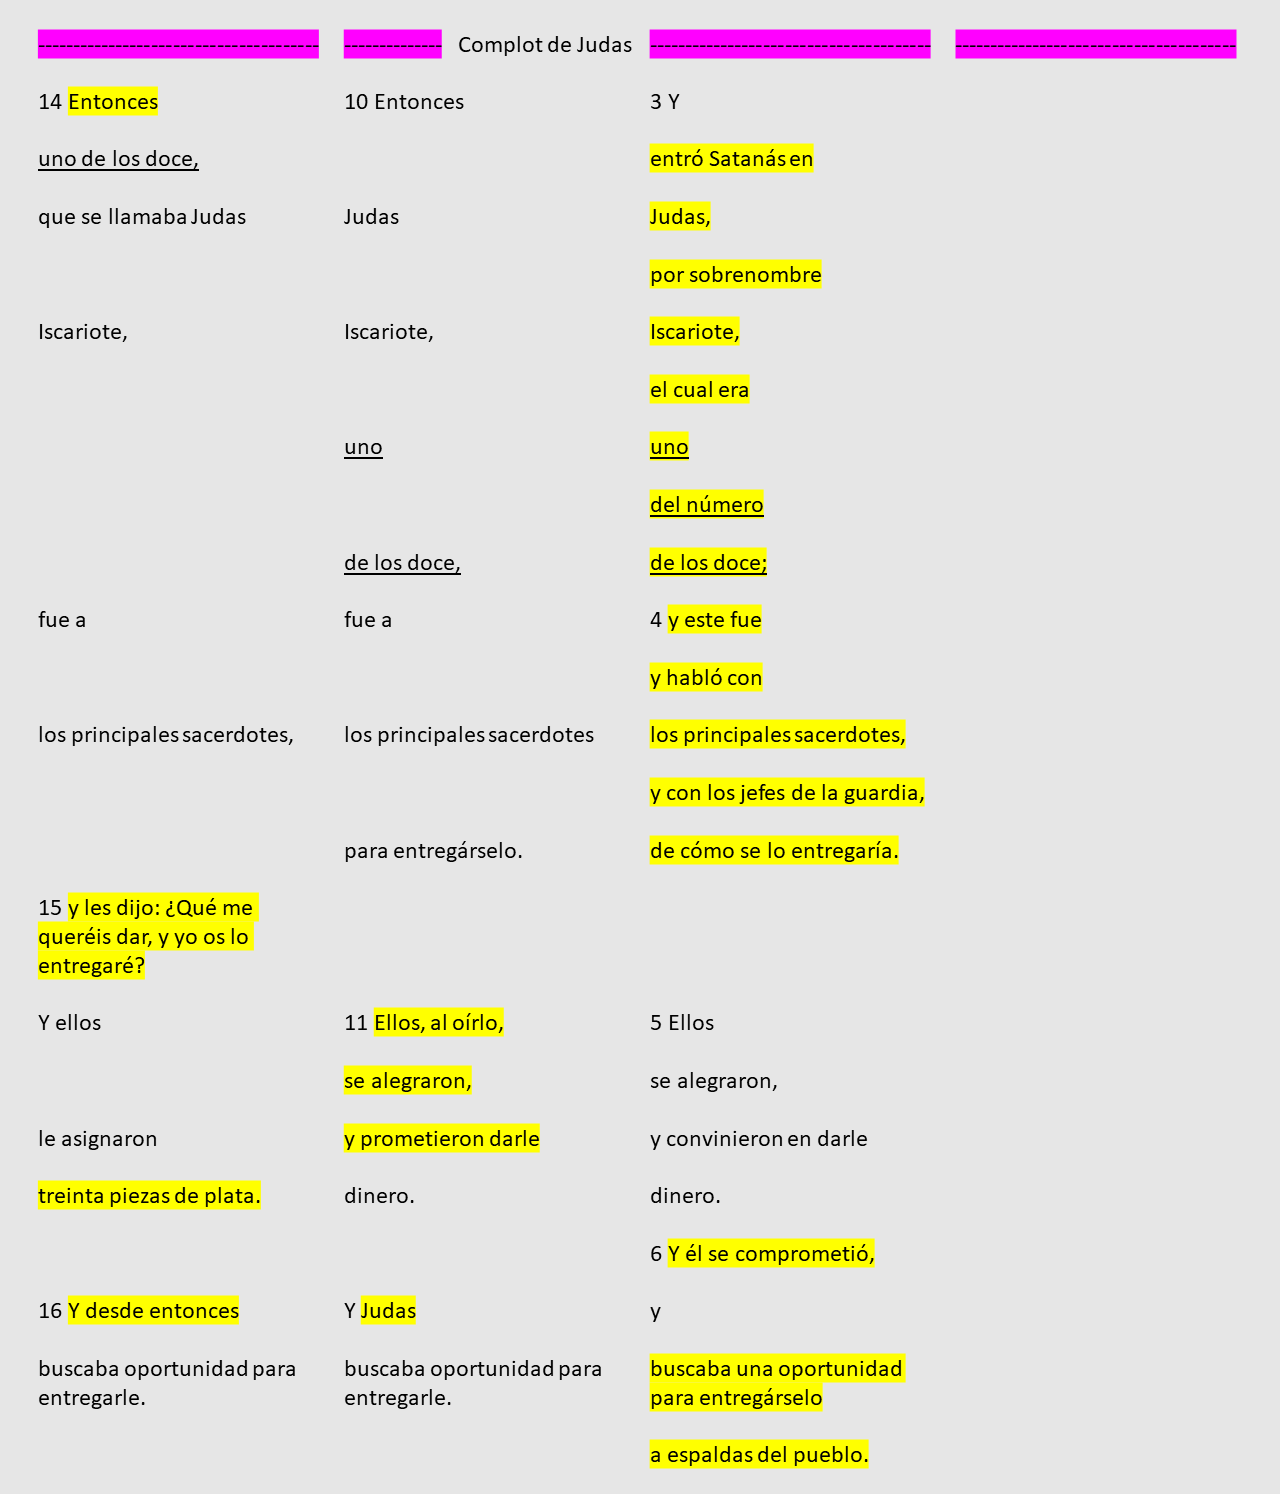 -------------------------------------- -------------- Complot de Judas -------------------------------------- --------------------------------------
14 Entonces 10 Entonces 3 Y
uno de los doce, entró Satanás en
que se llamaba Judas Judas Judas,
por sobrenombre
Iscariote, Iscariote, Iscariote,
el cual era
uno uno
del número
de los doce, de los doce;
fue a fue a 4 y este fue
y habló con
los principales sacerdotes, los principales sacerdotes los principales sacerdotes,
y con los jefes de la guardia,
para entregárselo. de cómo se lo entregaría.
15 y les dijo: ¿Qué me
queréis dar, y yo os lo
entregaré?
Y ellos 11 Ellos, al oírlo, 5 Ellos
se alegraron, se alegraron,
le asignaron y prometieron darle y convinieron en darle
treinta piezas de plata. dinero. dinero.
6 Y él se comprometió,
16 Y desde entonces Y Judas y
buscaba oportunidad para buscaba oportunidad para buscaba una oportunidad
entregarle. entregarle. para entregárselo
a espaldas del pueblo.